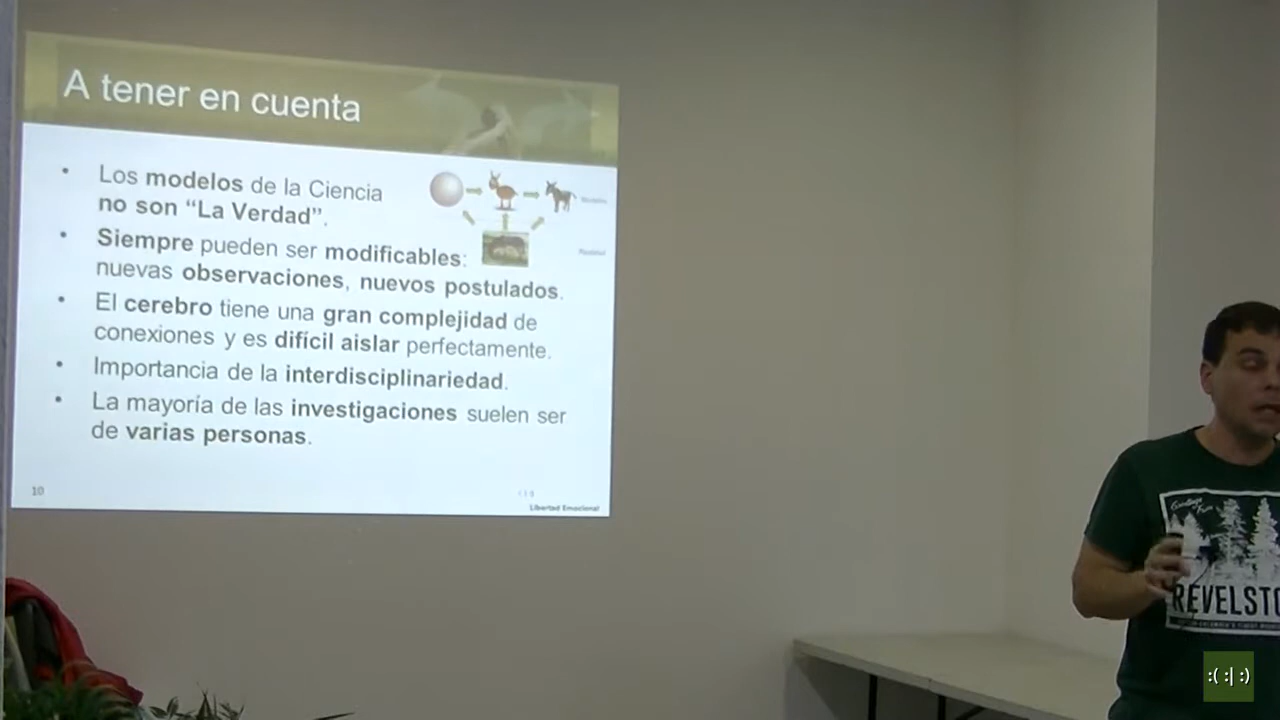 A tener en cuenta
• Los modelos de la Ciencia
no son “La Verdad”.
• Siempre pueden ser modificables:
nuevas observaciones, nuevos postulados.
• El cerebro tiene una gran complejidad de
conexiones y es difícil aislar perfectamente.
• Importancia de la interdisciplinariedad.
• La mayoría de las investigaciones suelen ser
de varias personas.
10
Libertad Emocional
REVELSTO
:( :| :)